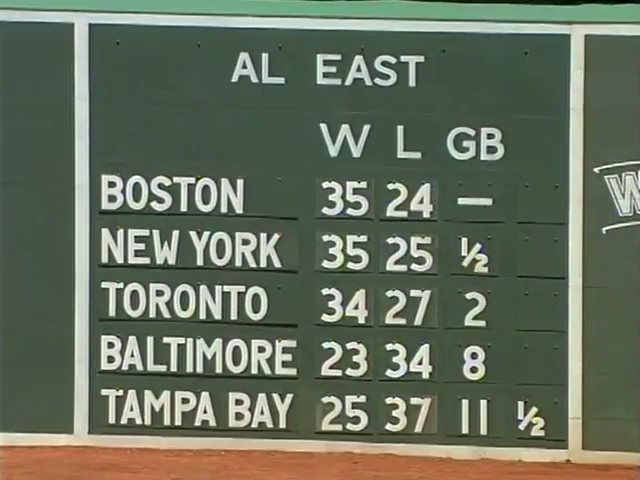 AL EAST
W L GB
BOSTON 35 24 —
NEW YORK 35 25 ½
TORONTO 34 27 2
BALTIMORE 23 34 8
TAMPA BAY 25 37 11 ½